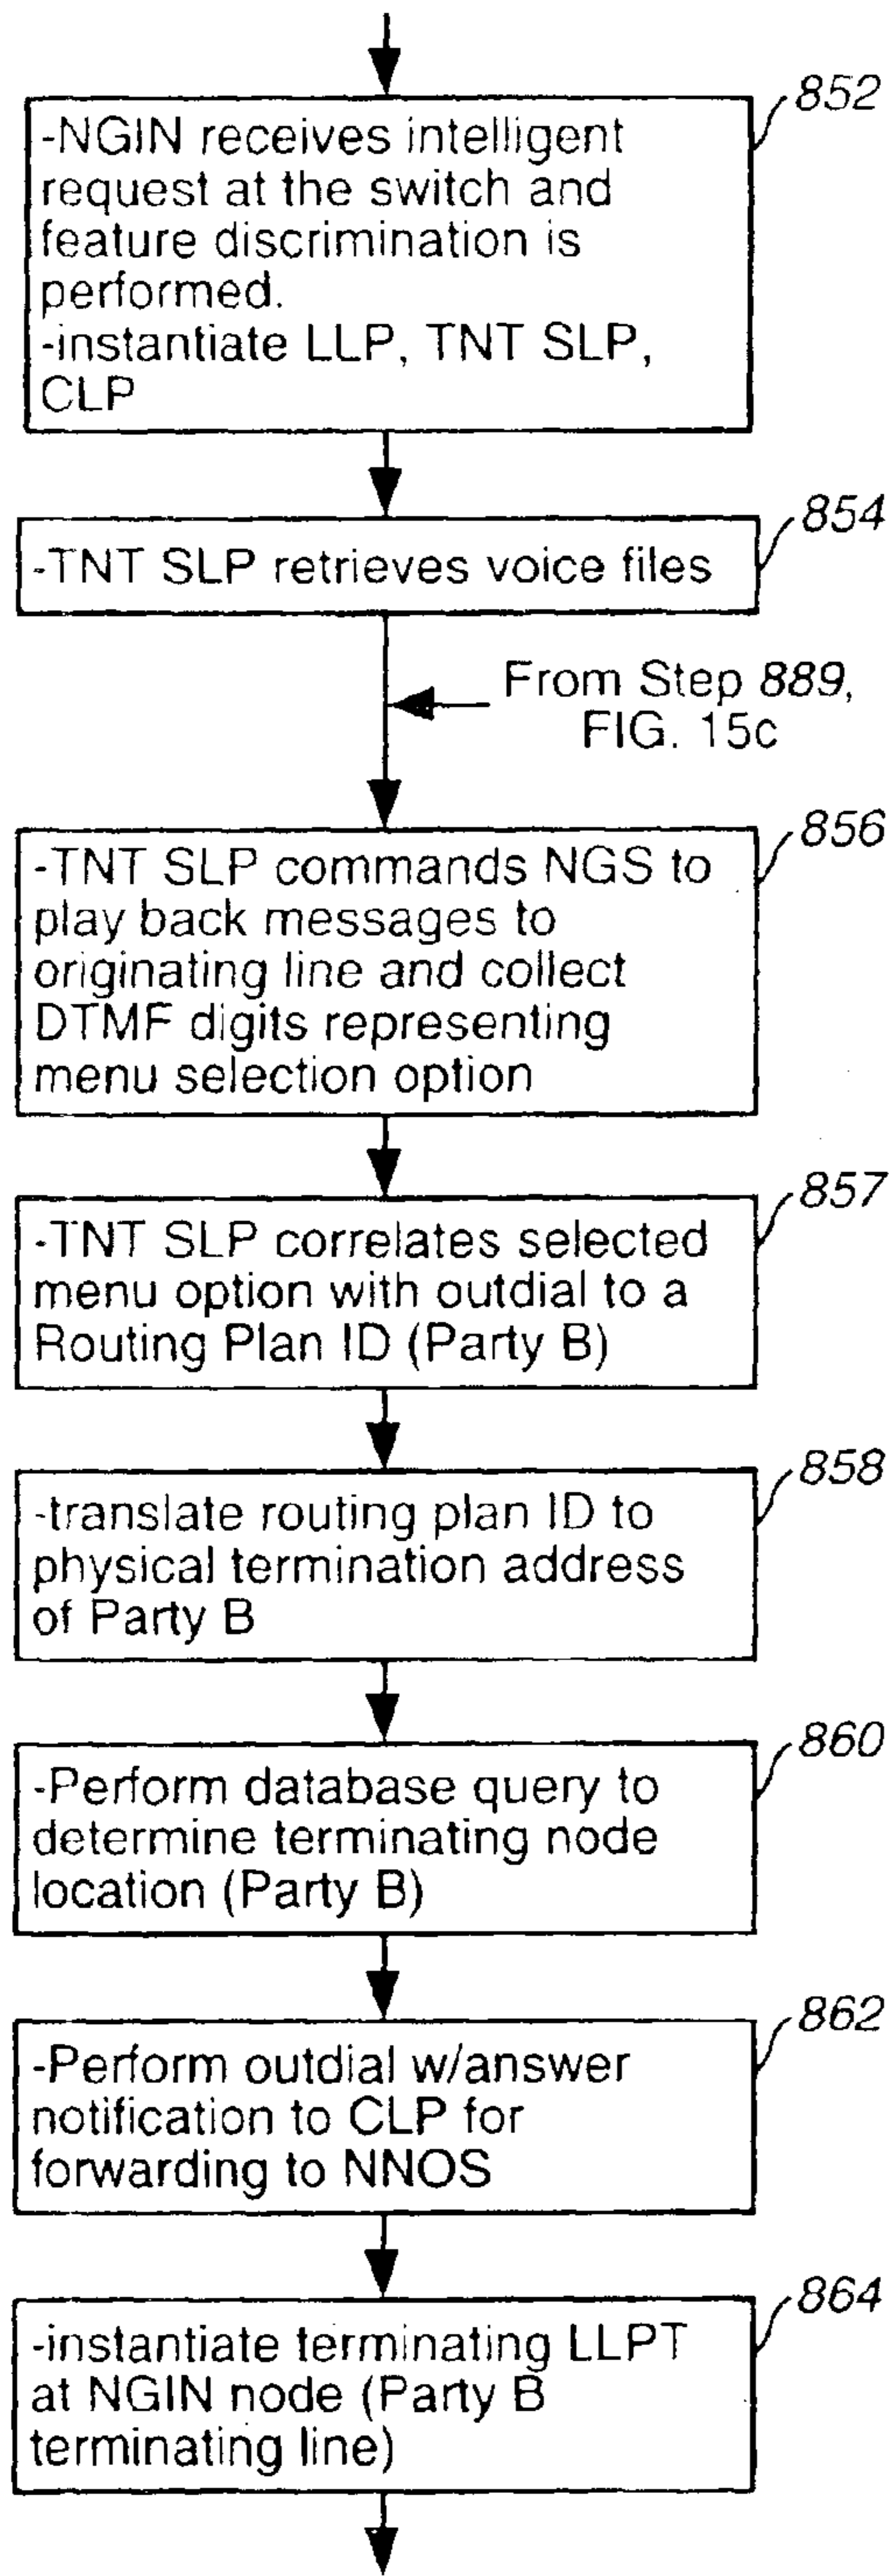 852
-NGIN receives intelligent
request at the switch and
feature discrimination is
performed.
-instantiate LLP, TNT SLP,
CLP
854
-TNT SLP retrieves voice files
From Step 889,
FIG. 15c
856
-TNT SLP commands NGS to
play back messages to
originating line and collect
DTMF digits representing
menu selection option
857
-TNT SLP correlates selected
menu option with outdial to a
Routing Plan ID (Party B)
858
-translate routing plan ID to
physical termination address
of Party B
860
-Perform database query to
determine terminating node
location (Party B)
862
-Perform outdial w/answer
notification to CLP for
forwarding to NNOS
864
-instantiate terminating LLPT
at NGIN node (Party B
terminating line)